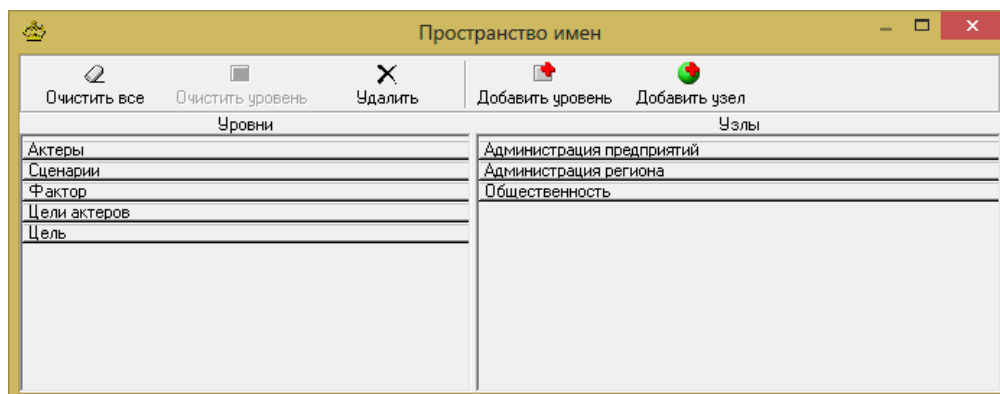 Пространство имен
Очистить все Очистить уровень Удалить Добавить уровень Добавить узел
Уровни Узлы
Актеры Администрация предприятий
Сценарии Администрация региона
Фактор Общественность
Цели актеров
Цель